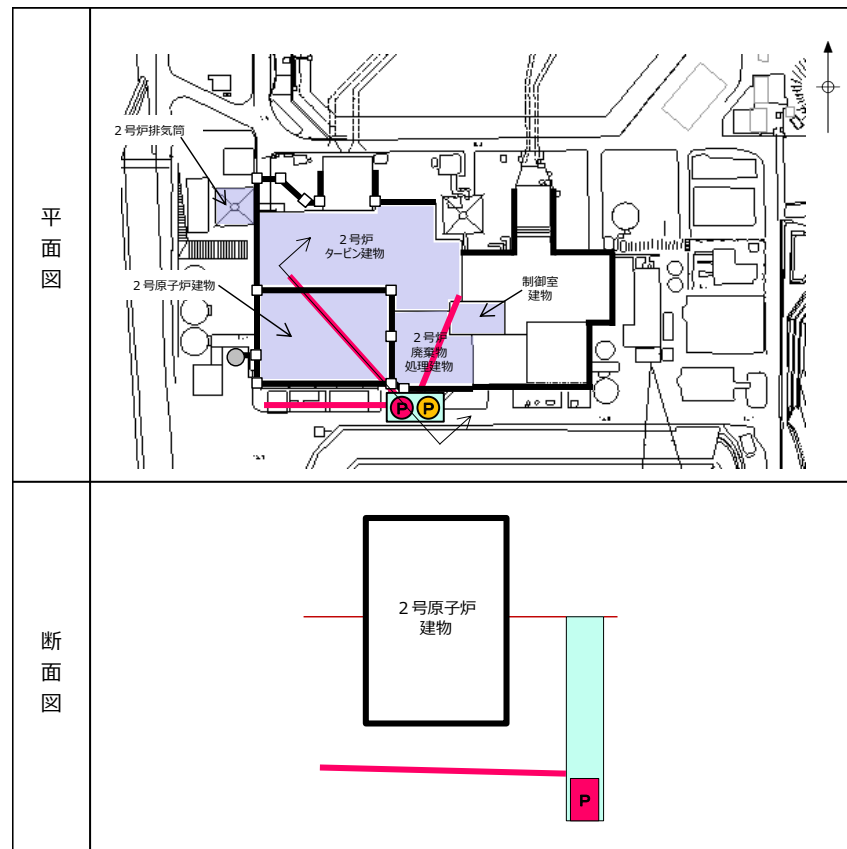 平面図
2号炉排気筒
2号炉
タービン建物
2号原子炉建物
制御室
建物
2号炉
廃棄物
処理建物
P
P
断面図
2号原子炉
建物
P